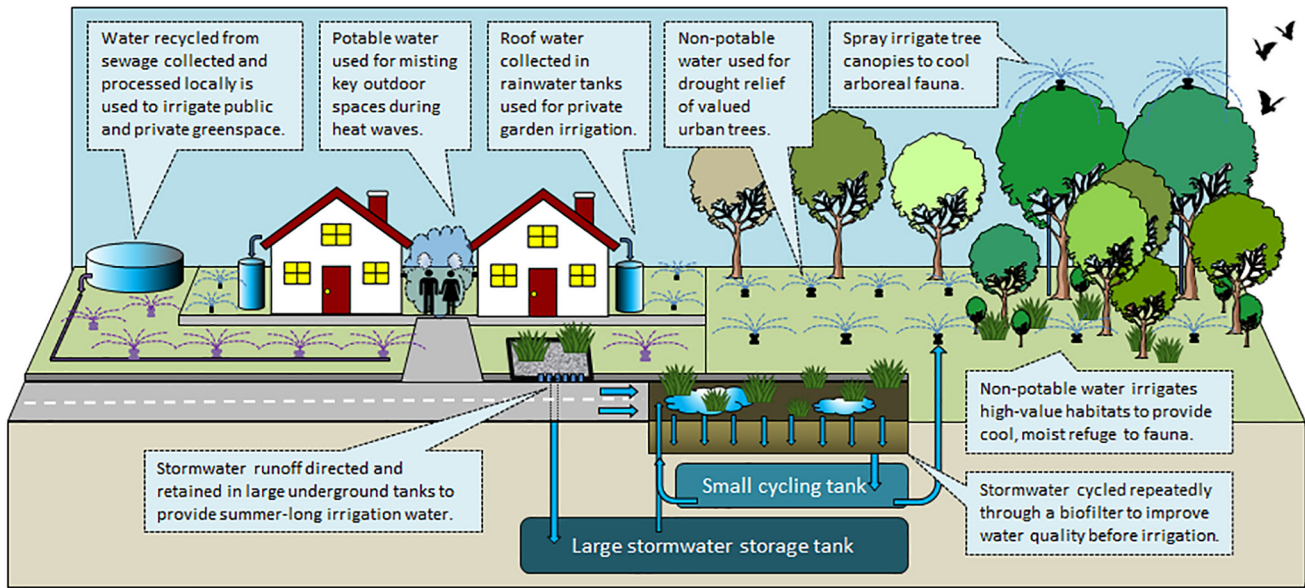 Water recycled from
sewage collected and
processed locally is
used to irrigate public
and private greenspace.
Potable water
used for misting
key outdoor
spaces during
heat waves.
Roof water
collected in
rainwater tanks
used for private
garden irrigation.
Non-potable
water used for
drought relief
of valued
urban trees.
Spray irrigate tree
canopies to cool
arboreal fauna.
Non-potable water irrigates
high-value habitats to provide
cool, moist refuge to fauna.
Stormwater runoff directed and
retained in large underground tanks to
provide summer-long irrigation water.
Small cycling tank
Large stormwater storage tank
Stormwater cycled repeatedly
through a biofilter to improve
water quality before irrigation.